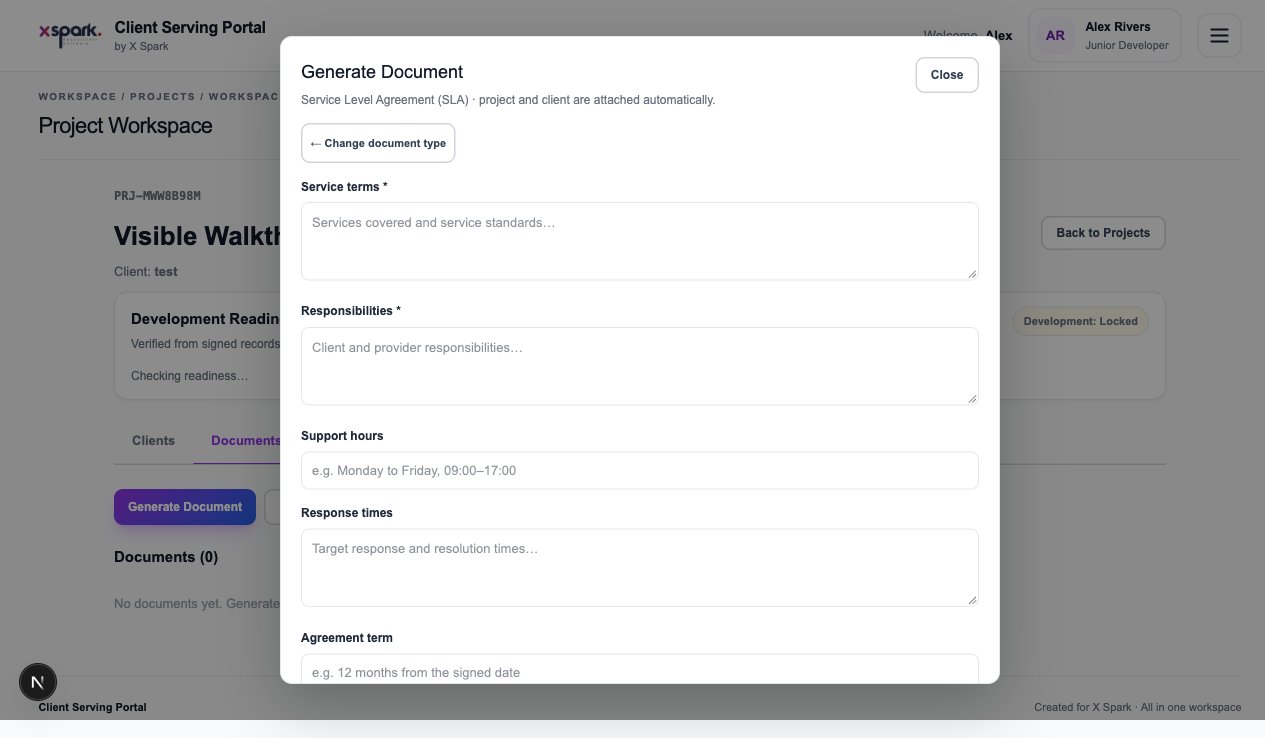 xspark.
Client Serving Portal
by X Spark
Welcome Alex
AR
Alex Rivers
Junior Developer
WORKSPACE / PROJECTS / WORKSPAC
Project Workspace
PRJ-MWW8B98M
Visible Walkth
Client: test
Back to Projects
Development Readin
Verified from signed records
Checking readiness…
Development: Locked
Clients
Documents
Generate Document
Documents (0)
No documents yet. Generate
Generate Document
Close
Service Level Agreement (SLA) · project and client are attached automatically.
← Change document type
Service terms *
Services covered and service standards…
Responsibilities *
Client and provider responsibilities…
Support hours
e.g. Monday to Friday, 09:00–17:00
Response times
Target response and resolution times…
Agreement term
e.g. 12 months from the signed date
N
Client Serving Portal
Created for X Spark · All in one workspace